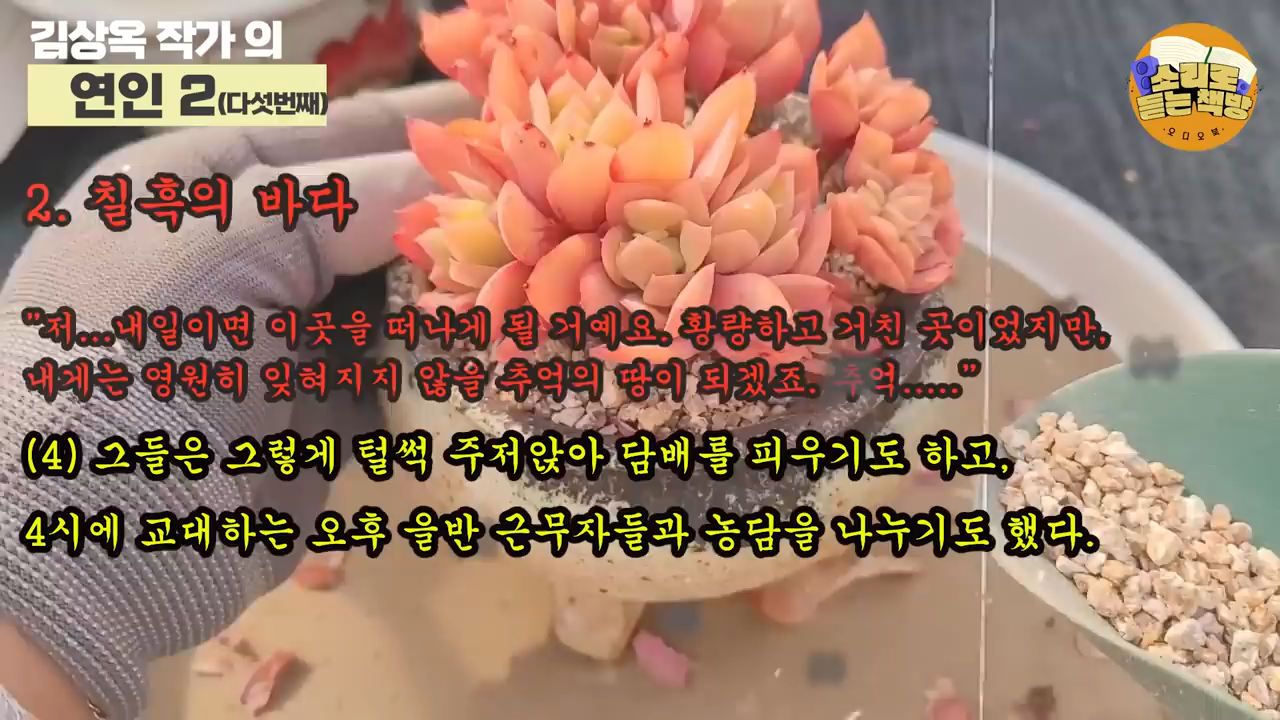 김상옥 작가 의
연인 2(다섯번째)
소리로
듣는 책방
·오디오북·
2. 칠흑의 바다
"저...내일이면 이곳을 떠나게 될 거예요. 황량하고 거친 곳이었지만,
내게는 영원히 잊혀지지 않을 추억의 땅이 되겠죠. 추억....."
(4) 그들은 그렇게 털썩 주저앉아 담배를 피우기도 하고,
4시에 교대하는 오후 을반 근무자들과 농담을 나누기도 했다.